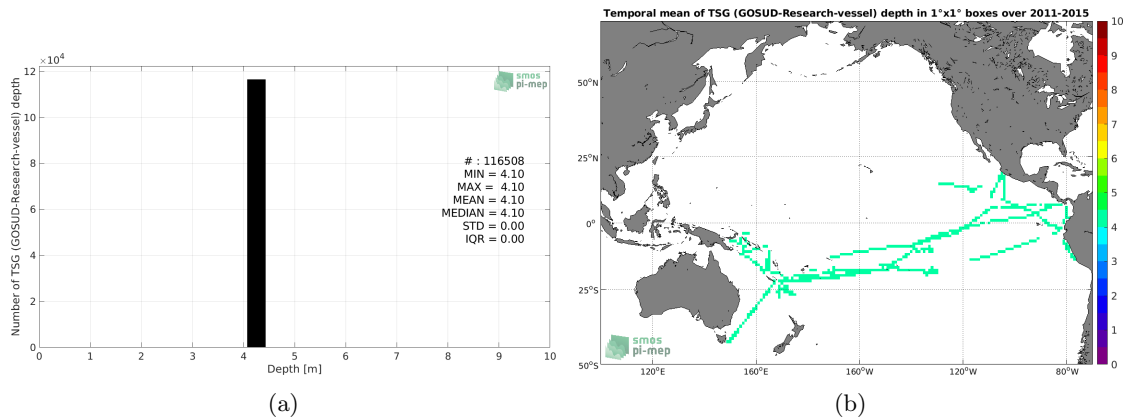 ×10⁴
12
10
8
6
4
2
0
Number of TSG (GOSUD-Research-vessel) depth
smos
pi-mep
# : 116508
MIN = 4.10
MAX = 4.10
MEAN = 4.10
MEDIAN = 4.10
STD = 0.00
IQR = 0.00
0 1 2 3 4 5 6 7 8 9 10
Depth [m]
(a)
Temporal mean of TSG (GOSUD-Research-vessel) depth in 1°x1° boxes over 2011-2015
50°N
25°N
0°
25°S
50°S
120°E 160°E 160°W 120°W 80°W
smos
pi-mep
10
9
8
7
6
5
4
3
2
1
0
(b)